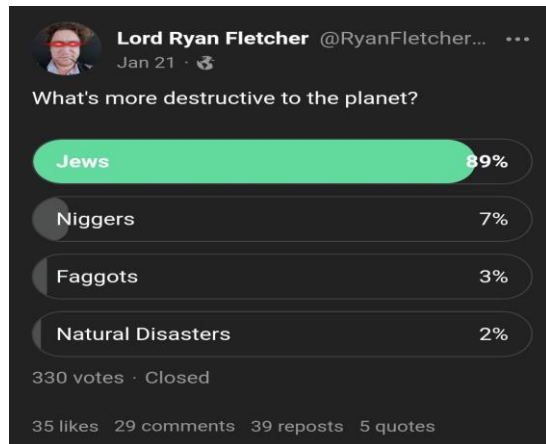 Lord Ryan Fletcher @RyanFletcher... ...
Jan 21 ·
What's more destructive to the planet?
Jews 89%
Niggers 7%
Faggots 3%
Natural Disasters 2%
330 votes · Closed
35 likes 29 comments 39 reposts 5 quotes